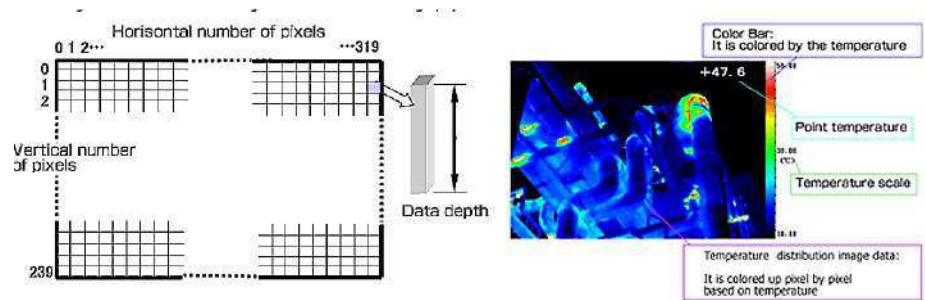 Horisontal number of pixels
0 1 2··· ···319
0
1
2
Vertical number
of pixels
239
Data depth
Color Bar:
It is colored by the temperature
+47.6
Point temperature
Temperature scale
Temperature distribution image data:
It is colored up pixel by pixel
based on temperature